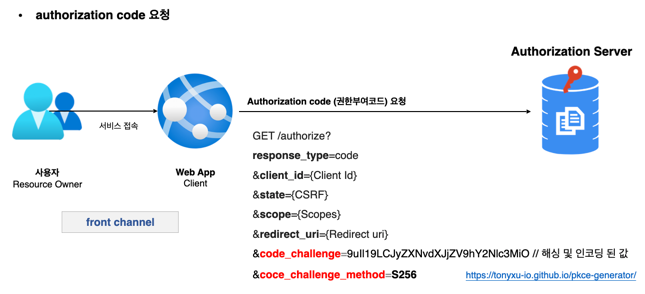 • authorization code 요청
Authorization Server
Authorization code (권한부여코드) 요청
서비스 접속
사용자
Resource Owner
Web App
Client
front channel
GET /authorize?
response_type=code
&client_id={Client Id}
&state={CSRF}
&scope={Scopes}
&redirect_uri={Redirect uri}
&code_challenge=9uIl19LCJyZXNvdXJjZV9hY2Nlc3MiO // 해싱 및 인코딩 된 값
&coce_challenge_method=S256
https://tonyxu-io.github.io/pkce-generator/